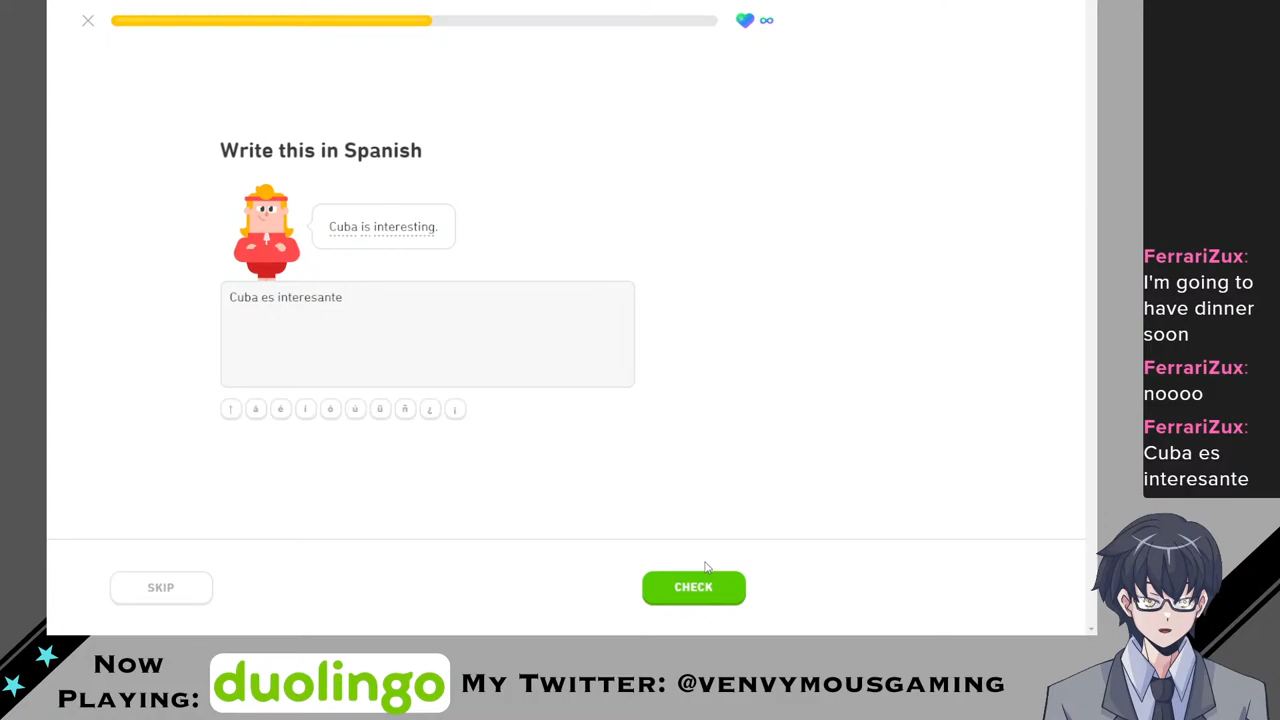 Write this in Spanish
Cuba is interesting.
Cuba es interesante
↑ á é í ó ú ü ñ ¿ ¡
SKIP
CHECK
FerrariZux:
I'm going to
have dinner
soon
FerrariZux:
noooo
FerrariZux:
Cuba es
interesante
Now
Playing:
duolingo
My Twitter: @venvymousgaming